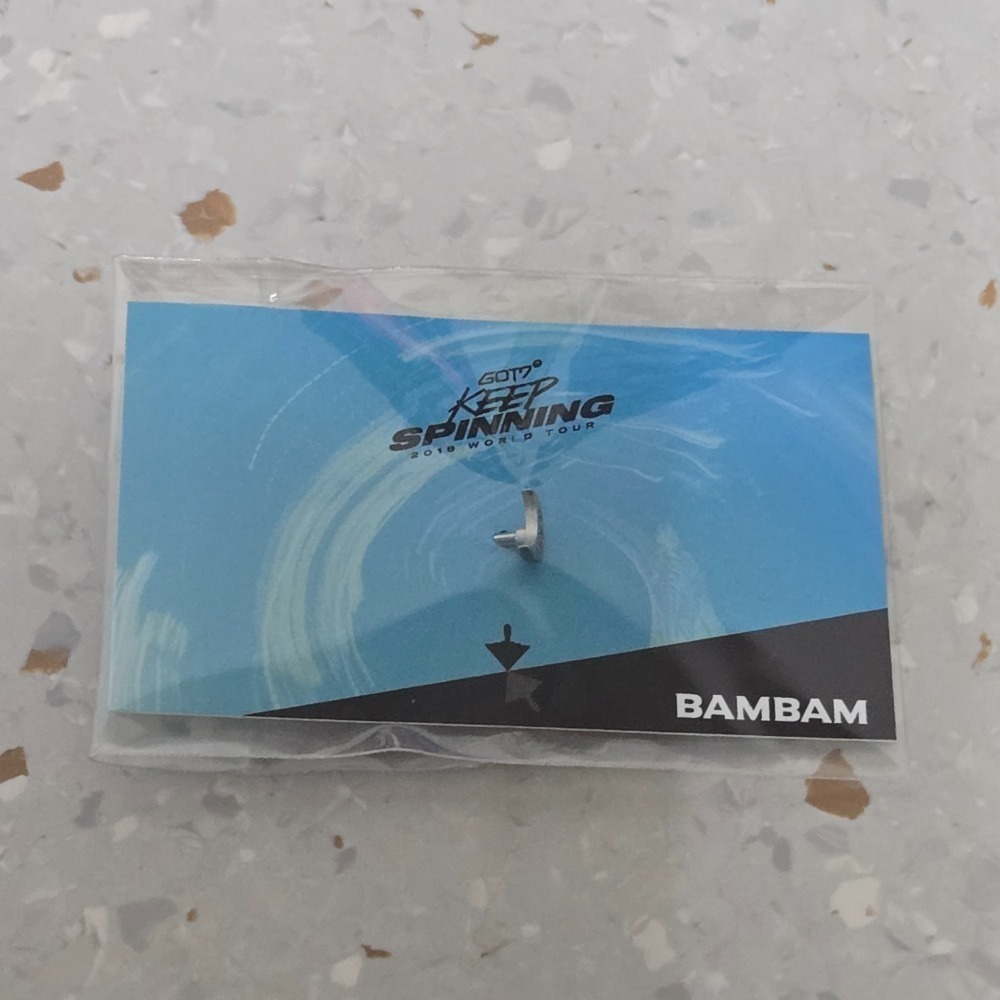 GOT7
KEEP
SPINNING
2019 WORLD TOUR
BAMBAM